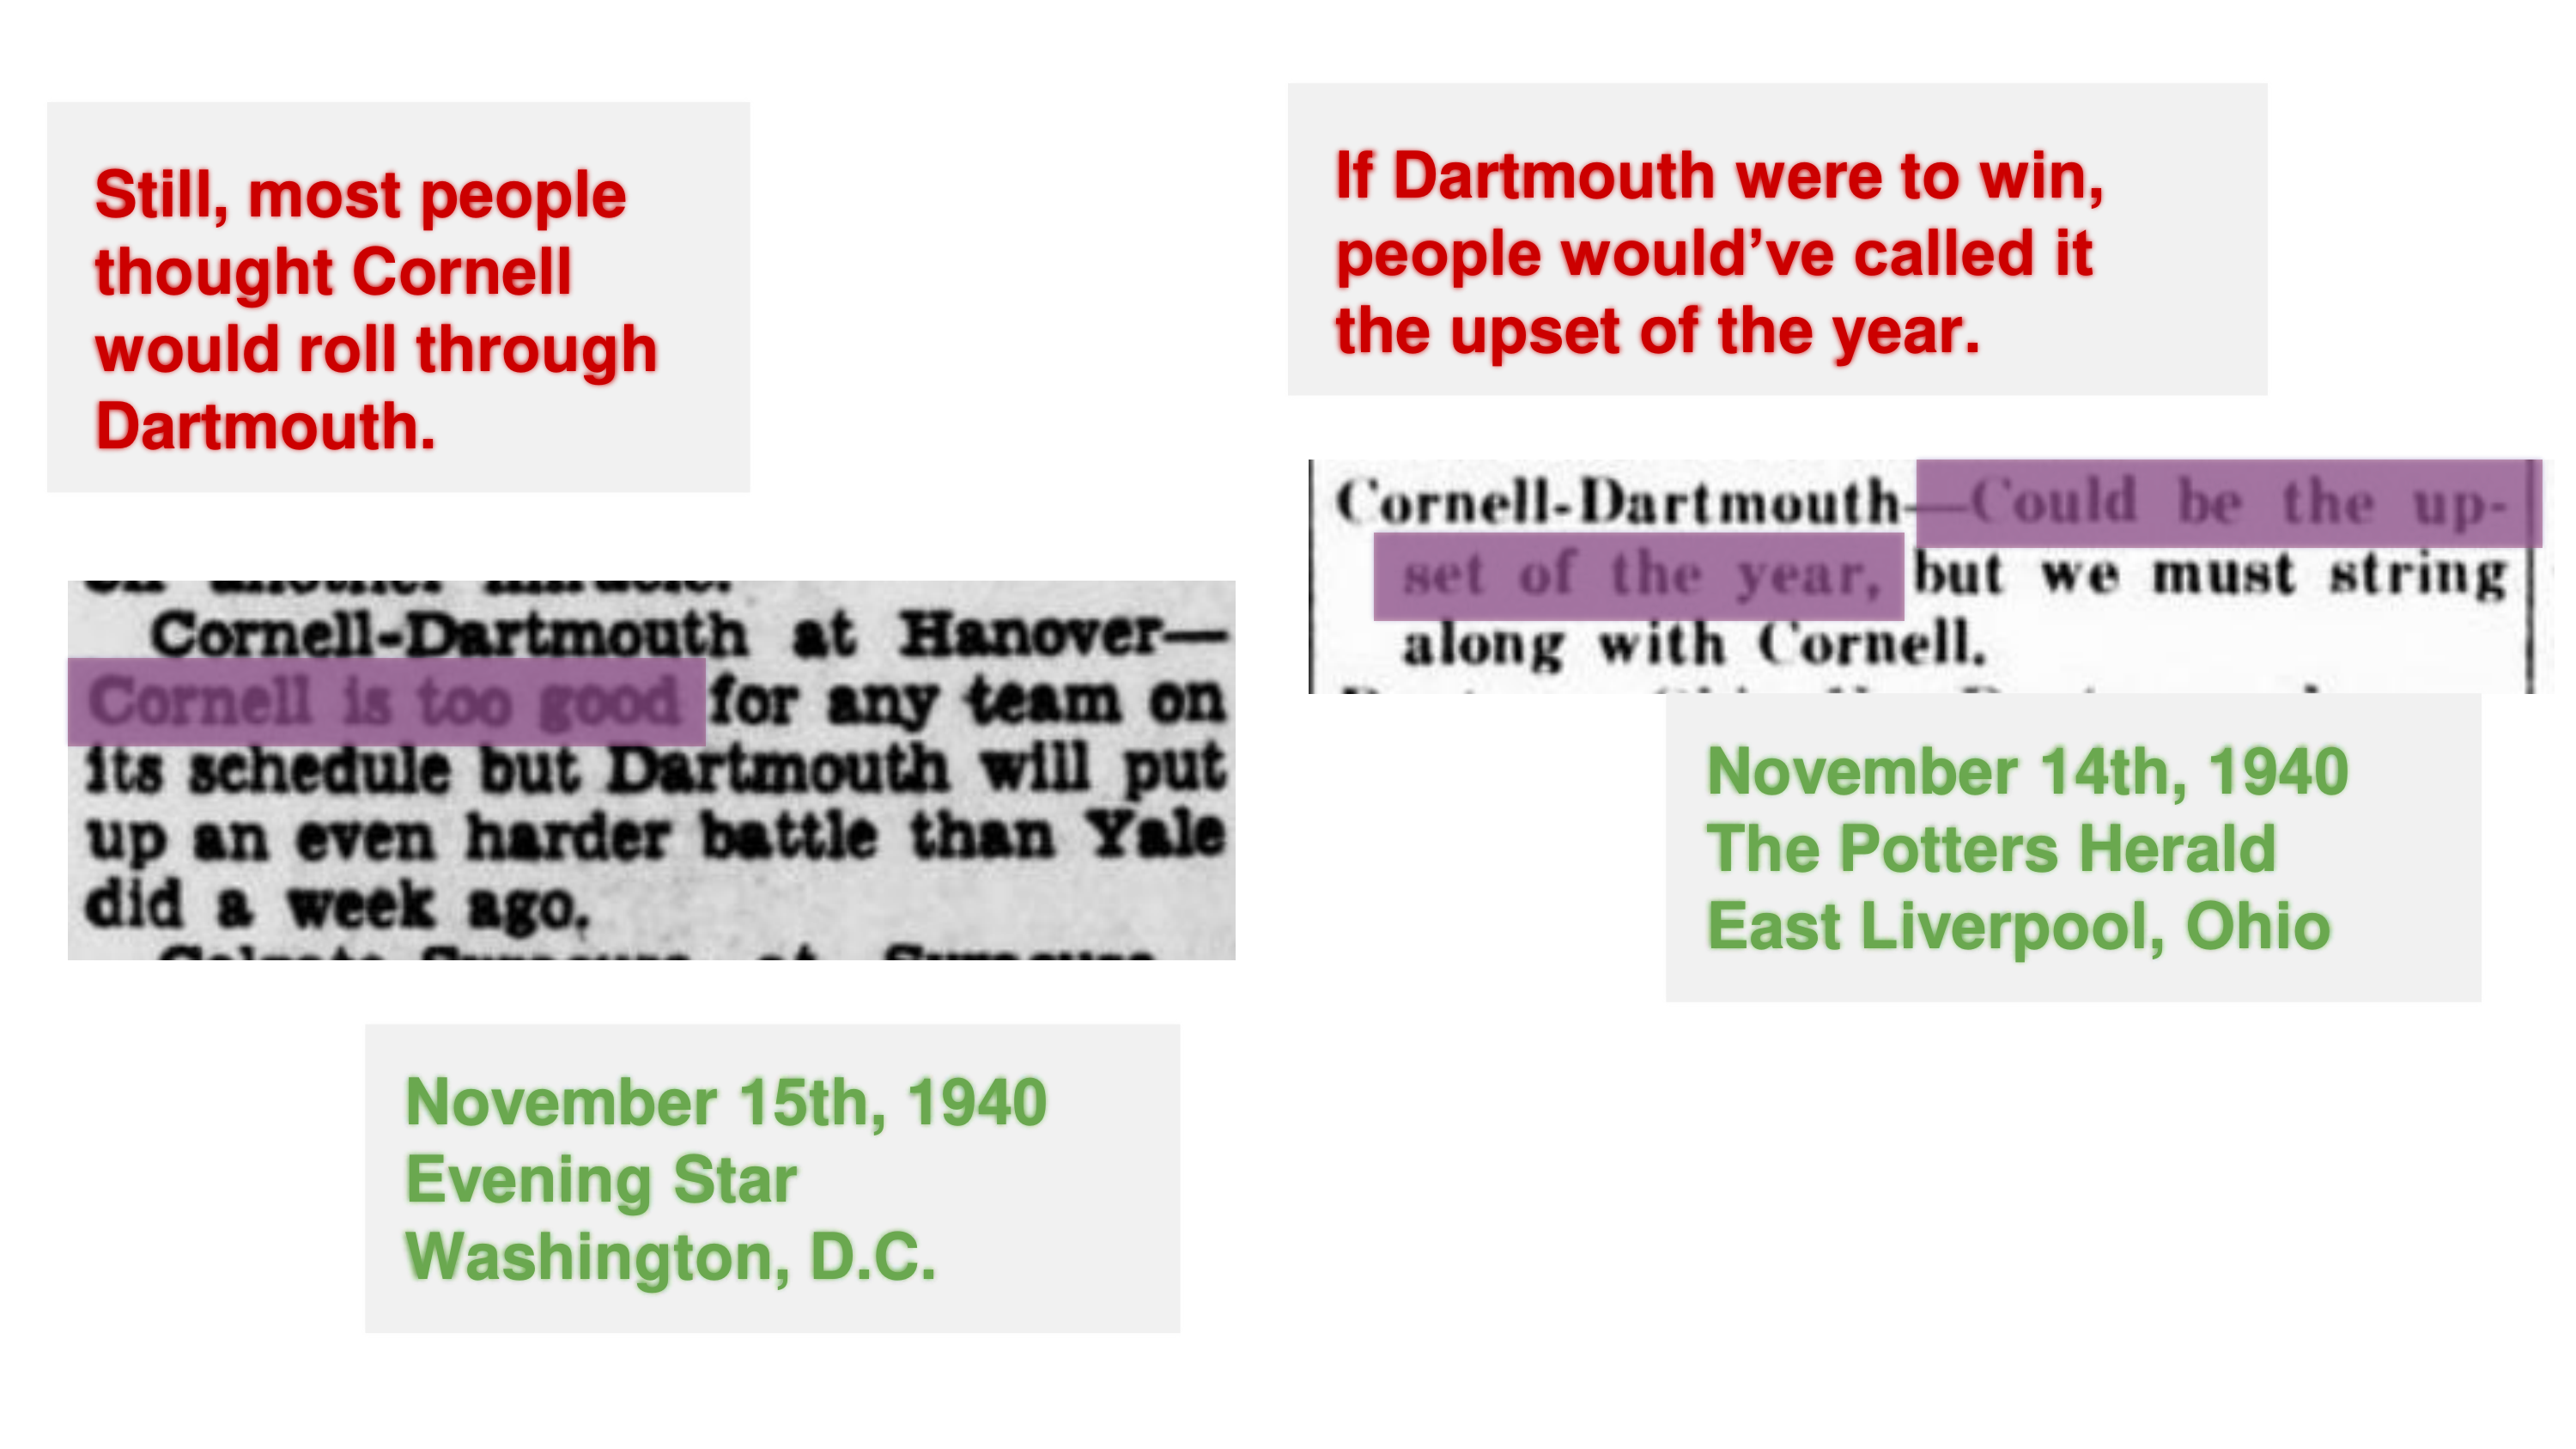 Still, most people
thought Cornell
would roll through
Dartmouth.
Cornell-Dartmouth at Hanover—
Cornell is too good for any team on
its schedule but Dartmouth will put
up an even harder battle than Yale
did a week ago.
November 15th, 1940
Evening Star
Washington, D.C.
If Dartmouth were to win,
people would’ve called it
the upset of the year.
Cornell-Dartmouth—Could be the up-
set of the year, but we must string
along with Cornell.
November 14th, 1940
The Potters Herald
East Liverpool, Ohio